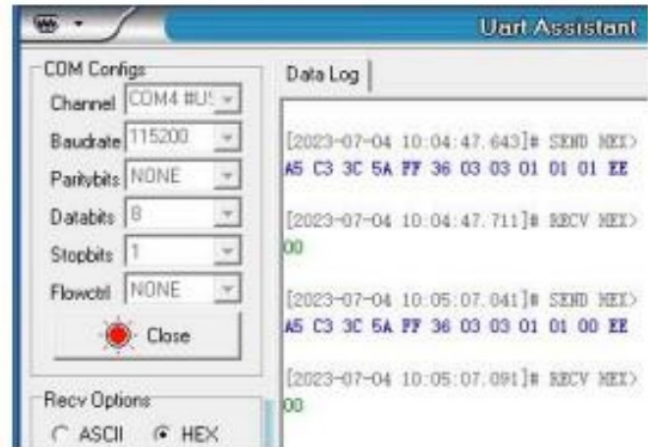 Uart Assistant
COM Configs
Channel COM4 #US
Baudrate 115200
Paritybits NONE
Databits 8
Stopbits 1
Flowctrl NONE
Close
Recv Options
ASCII HEX
Data Log
[2023-07-04 10:04:47.643]# SEND HEX>
A5 C3 3C 5A FF 36 03 03 01 01 01 EE
[2023-07-04 10:04:47.711]# RECV HEX>
00
[2023-07-04 10:05:07.041]# SEND HEX>
A5 C3 3C 5A FF 36 03 03 01 01 00 EE
[2023-07-04 10:05:07.091]# RECV HEX>
00